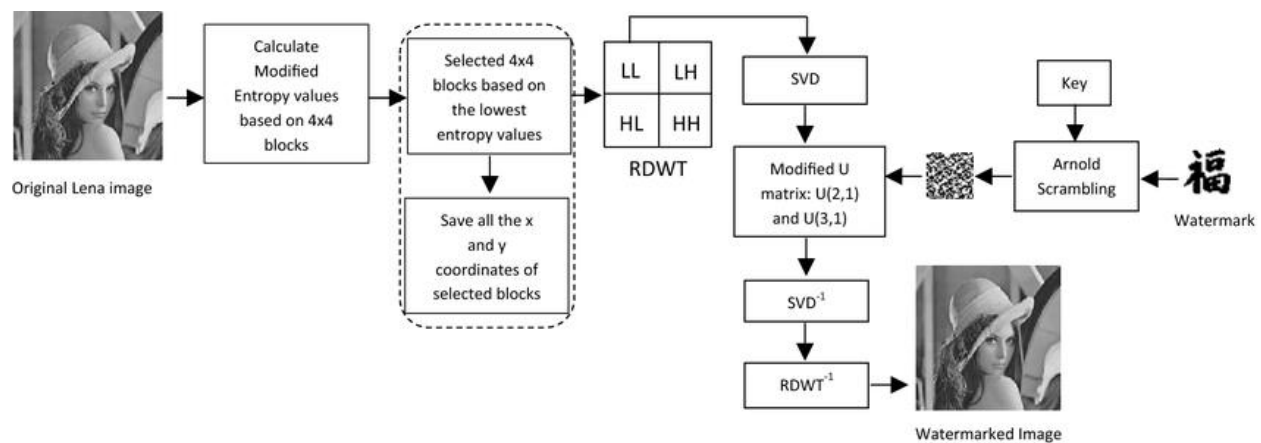 Original Lena image
Calculate
Modified
Entropy values
based on 4x4
blocks
Selected 4x4
blocks based on
the lowest
entropy values
Save all the x
and y
coordinates of
selected blocks
LL LH
HL HH
RDWT
SVD
Modified U
matrix: U(2,1)
and U(3,1)
SVD⁻¹
RDWT⁻¹
Key
Arnold
Scrambling
福
Watermark
Watermarked Image